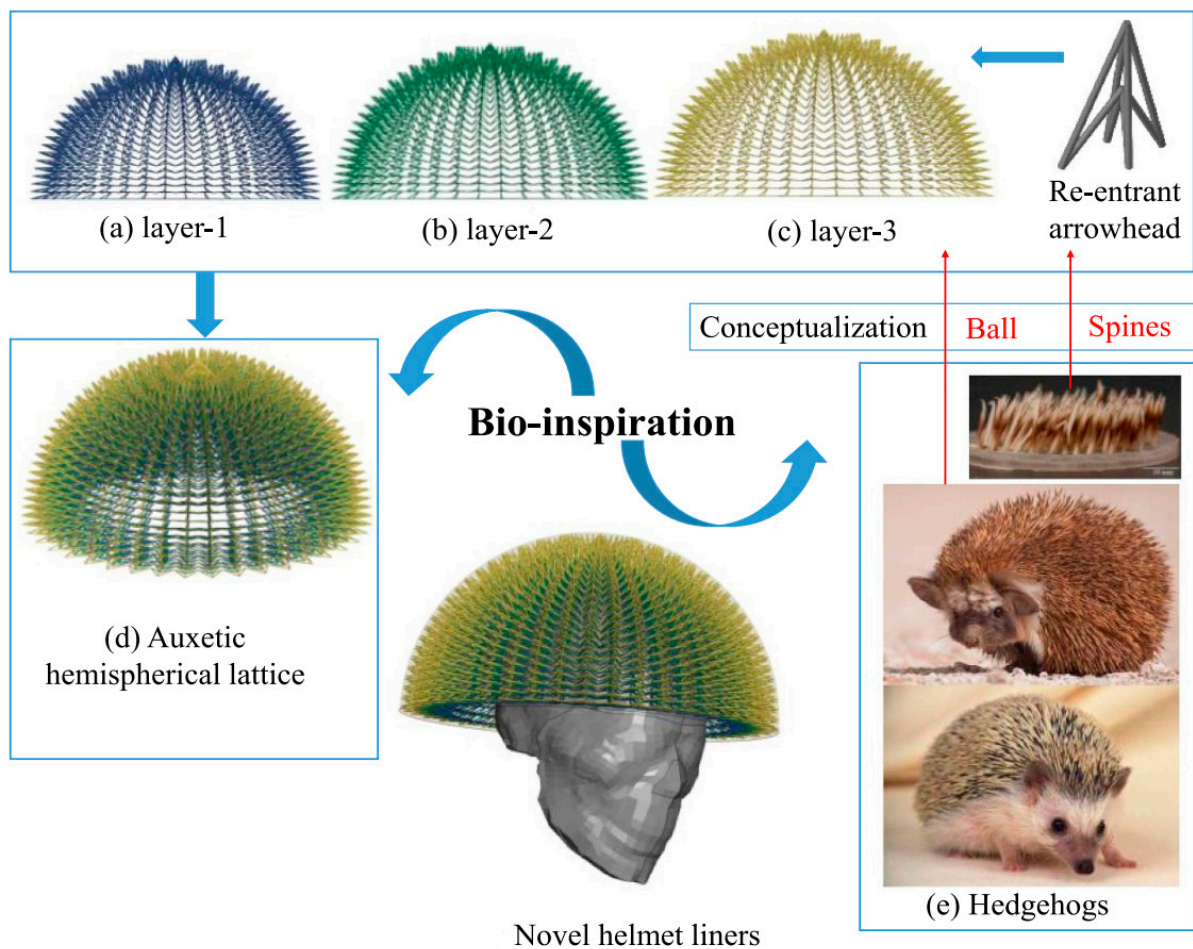 (a) layer-1
(b) layer-2
(c) layer-3
Re-entrant
arrowhead
Conceptualization
Ball
Spines
Bio-inspiration
(d) Auxetic
hemispherical lattice
(e) Hedgehogs
Novel helmet liners